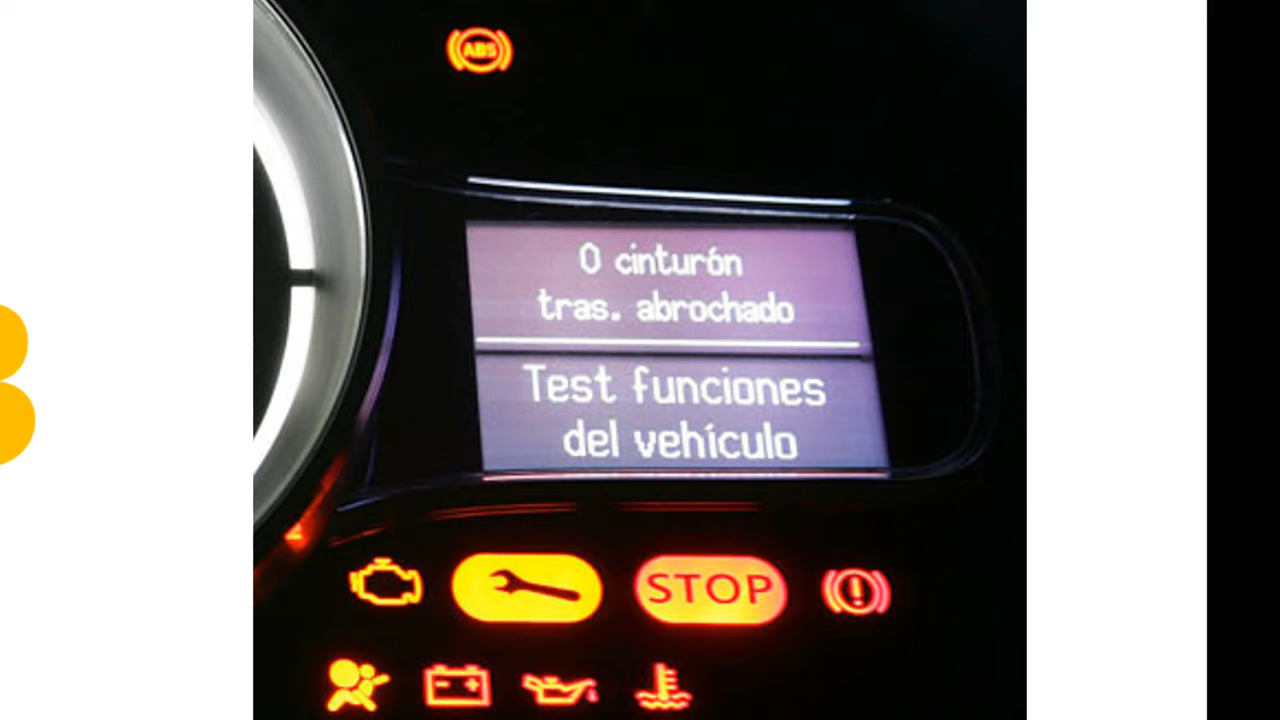 ABS
0 cinturón
tras. abrochado
Test funciones
del vehículo
STOP